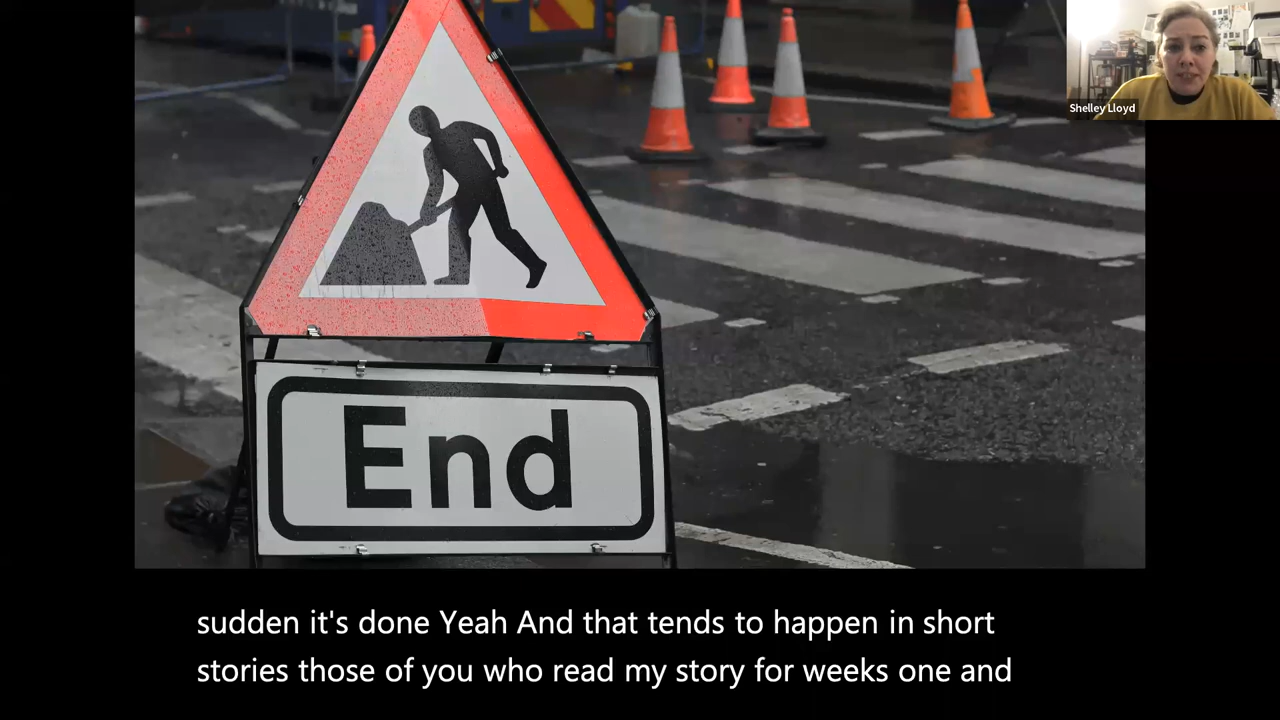 Shelley Lloyd
End
sudden it's done Yeah And that tends to happen in short
stories those of you who read my story for weeks one and